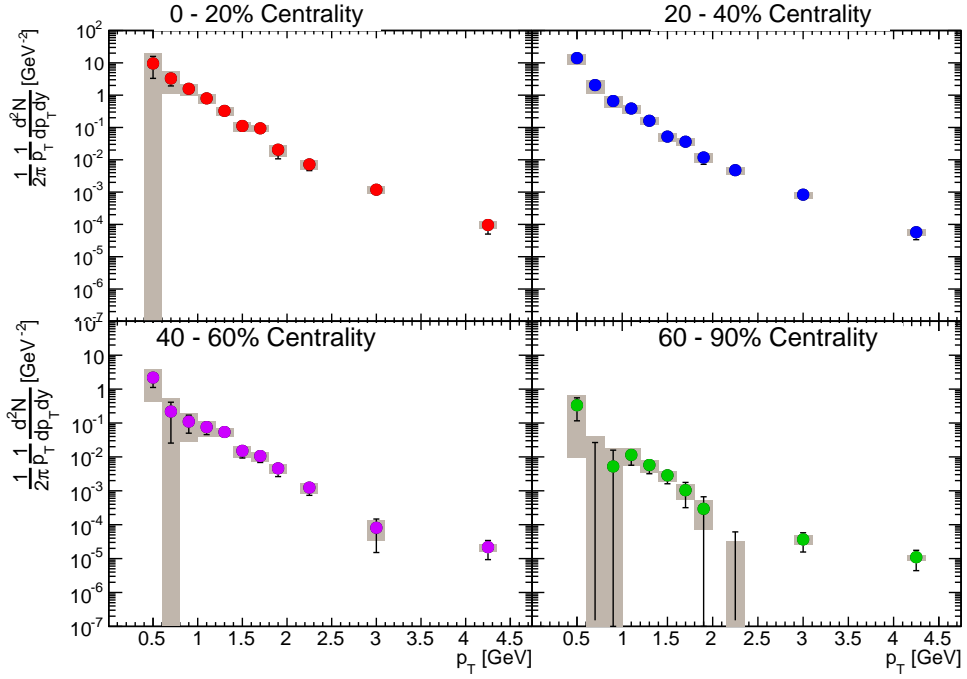 0 - 20% Centrality
20 - 40% Centrality
1/2π 1/p_T d²N/dp_T dy [GeV⁻²]
10²
10
1
10⁻¹
10⁻²
10⁻³
10⁻⁴
10⁻⁵
10⁻⁶
10⁻⁷
40 - 60% Centrality
60 - 90% Centrality
1/2π 1/p_T d²N/dp_T dy [GeV⁻²]
10
1
10⁻¹
10⁻²
10⁻³
10⁻⁴
10⁻⁵
10⁻⁶
10⁻⁷
0.5 1 1.5 2 2.5 3 3.5 4 4.5
0.5 1 1.5 2 2.5 3 3.5 4 4.5
p_T [GeV]
p_T [GeV]